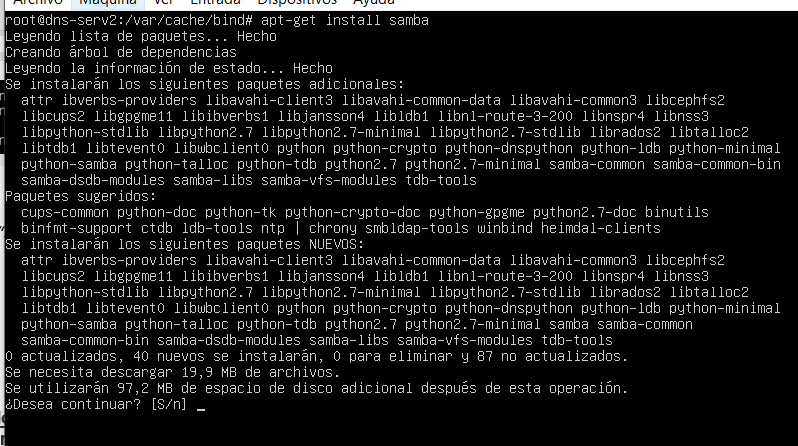 Archivo Máquina Ver Entrada Dispositivos Ayuda
root@dns-serv2:/var/cache/bind# apt-get install samba
Leyendo lista de paquetes... Hecho
Creando árbol de dependencias
Leyendo la información de estado... Hecho
Se instalarán los siguientes paquetes adicionales:
attr ibverbs-providers libavahi-client3 libavahi-common-data libavahi-common3 libcephfs2
libcups2 libgpgme11 libibverbs1 libjansson4 libldb1 libnl-route-3-200 libnspr4 libnss3
libpython-stdlib libpython2.7 libpython2.7-minimal libpython2.7-stdlib librados2 libtalloc2
libtdb1 libtevent0 libwbclient0 python python-crypto python-dnspython python-ldb python-minimal
python-samba python-talloc python-tdb python2.7 python2.7-minimal samba-common samba-common-bin
samba-dsdb-modules samba-libs samba-vfs-modules tdb-tools
Paquetes sugeridos:
cups-common python-doc python-tk python-crypto-doc python-gpgme python2.7-doc binutils
binfmt-support ctdb ldb-tools ntp | chrony smbldap-tools winbind heimdal-clients
Se instalarán los siguientes paquetes NUEVOS:
attr ibverbs-providers libavahi-client3 libavahi-common-data libavahi-common3 libcephfs2
libcups2 libgpgme11 libibverbs1 libjansson4 libldb1 libnl-route-3-200 libnspr4 libnss3
libpython-stdlib libpython2.7 libpython2.7-minimal libpython2.7-stdlib librados2 libtalloc2
libtdb1 libtevent0 libwbclient0 python python-crypto python-dnspython python-ldb python-minimal
python-samba python-talloc python-tdb python2.7 python2.7-minimal samba samba-common
samba-common-bin samba-dsdb-modules samba-libs samba-vfs-modules tdb-tools
0 actualizados, 40 nuevos se instalarán, 0 para eliminar y 87 no actualizados.
Se necesita descargar 19,9 MB de archivos.
Se utilizarán 97,2 MB de espacio de disco adicional después de esta operación.
¿Desea continuar? [S/n] _